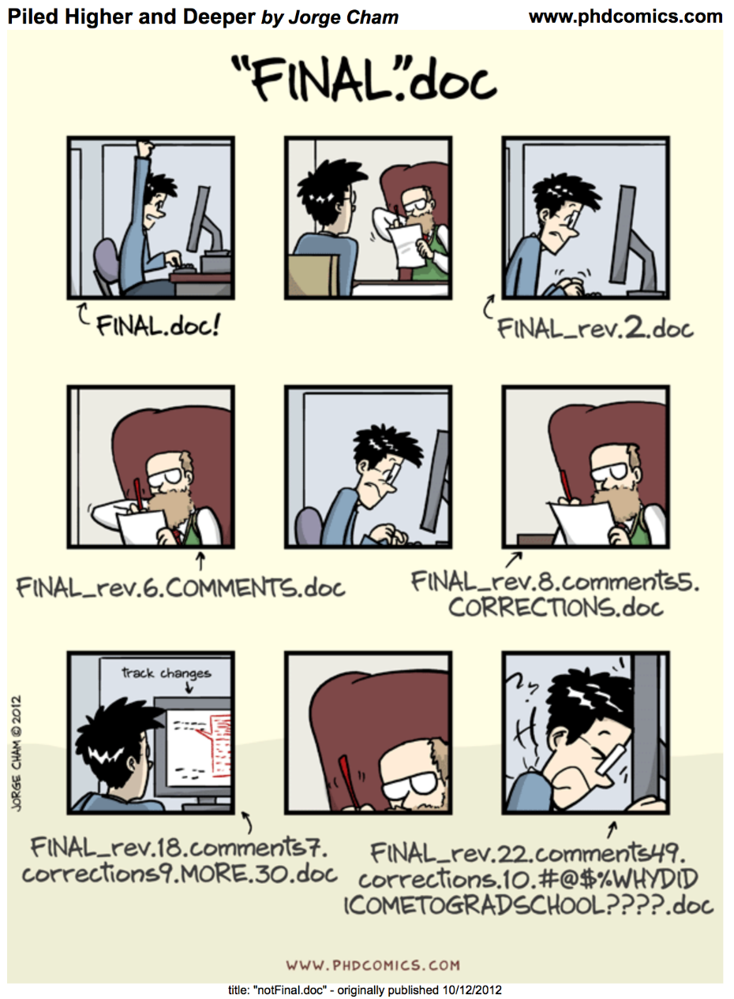 Piled Higher and Deeper by Jorge Cham
www.phdcomics.com
"FINAL".doc
FINAL.doc!
FINAL_rev.2.doc
FINAL_rev.6.COMMENTS.doc
FINAL_rev.8.comments5.
CORRECTIONS.doc
track changes
JORGE CHAM © 2012
FINAL_rev.18.comments7.
corrections9.MORE.30.doc
FINAL_rev.22.comments49.
corrections.10.#@$%WHYDID
ICOMETOGRADSCHOOL????.doc
WWW.PHDCOMICS.COM
title: "notFinal.doc" - originally published 10/12/2012